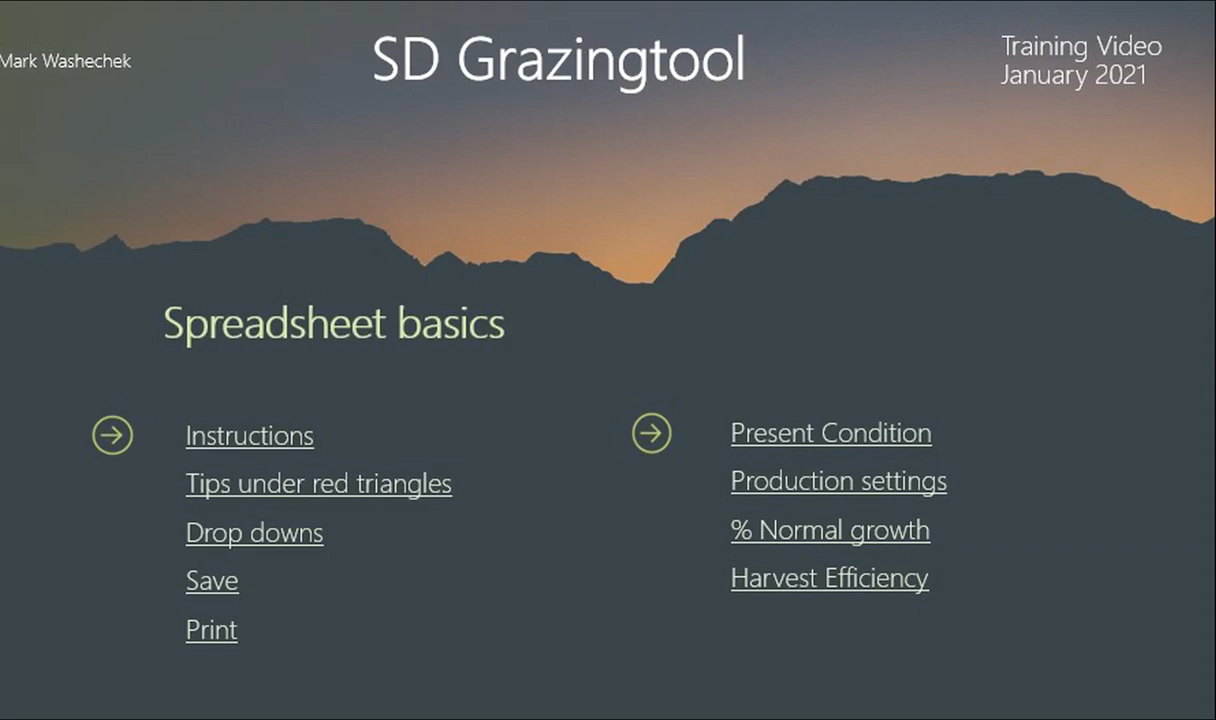 Mark Washechek
SD Grazingtool
Training Video
January 2021
Spreadsheet basics
Instructions
Tips under red triangles
Drop downs
Save
Print
Present Condition
Production settings
% Normal growth
Harvest Efficiency